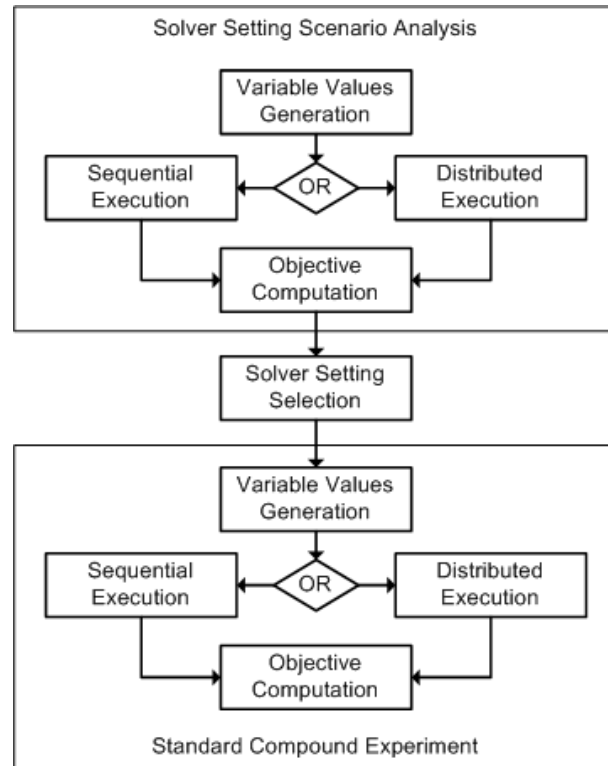 Solver Setting Scenario Analysis
Variable Values
Generation
Sequential
Execution
OR
Distributed
Execution
Objective
Computation
Solver Setting
Selection
Variable Values
Generation
Sequential
Execution
OR
Distributed
Execution
Objective
Computation
Standard Compound Experiment